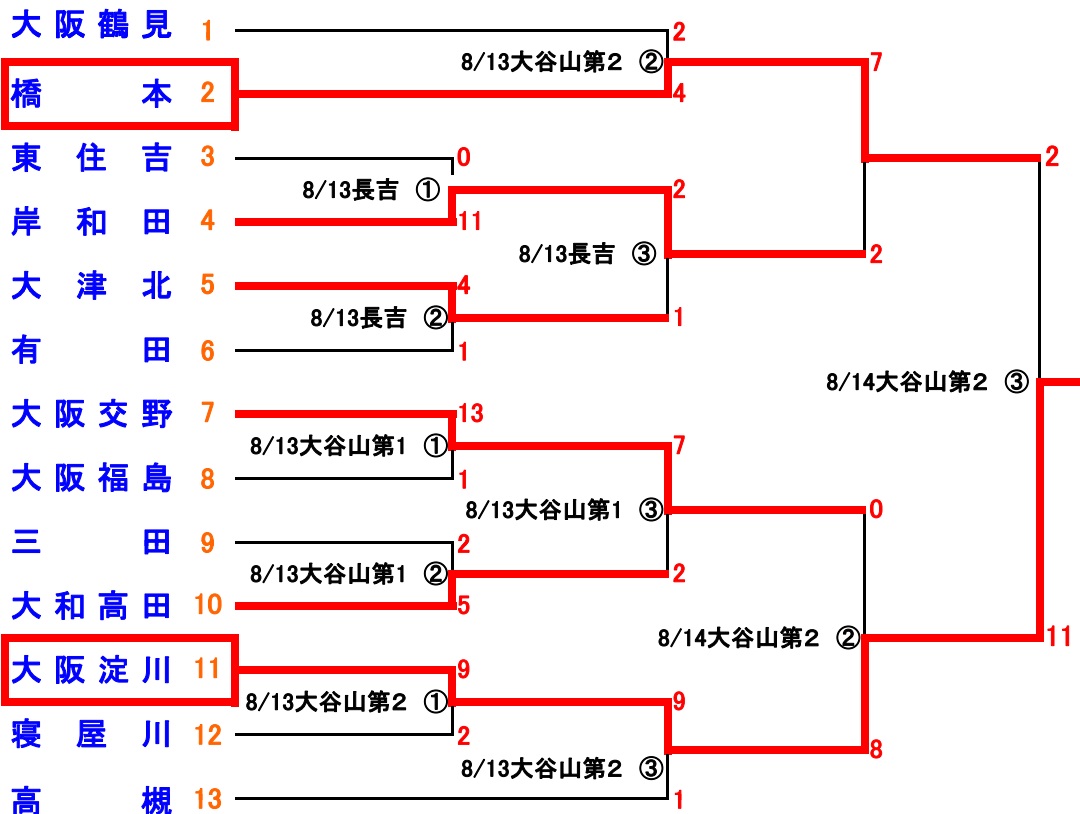 大阪鶴見 1
2
8/13大谷山第2 ②
7
橋本 2
4
東住吉 3
0
2
8/13長吉 ①
2
岸和田 4
11
8/13長吉 ③
2
大津北 5
4
8/13長吉 ②
1
有田 6
1
8/14大谷山第2 ③
大阪交野 7
13
8/13大谷山第1 ①
7
大阪福島 8
1
8/13大谷山第1 ③
0
三田 9
2
8/13大谷山第1 ②
2
大和高田 10
5
8/14大谷山第2 ②
11
大阪淀川 11
9
8/13大谷山第2 ①
9
寝屋川 12
2
8
8/13大谷山第2 ③
高槻 13
1